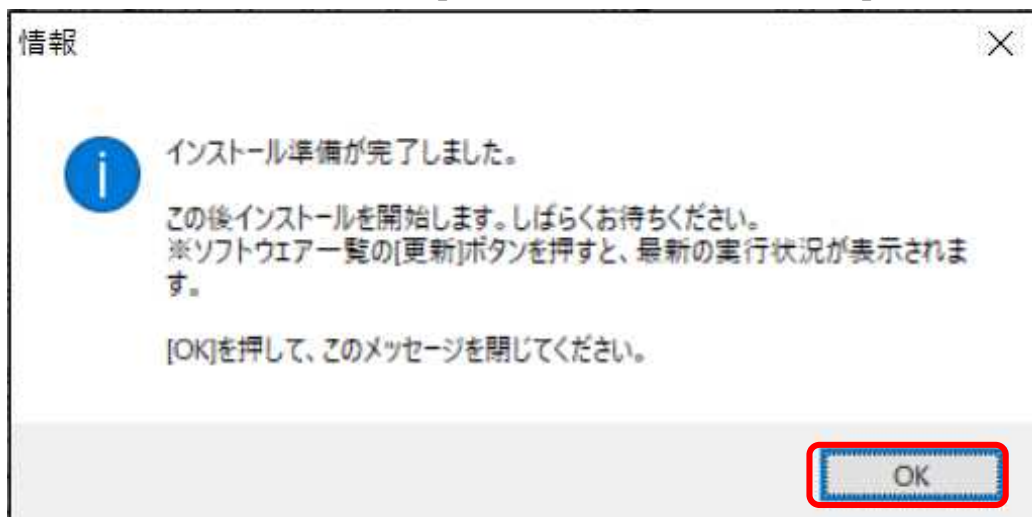 情報
インストール準備が完了しました。
この後インストールを開始します。しばらくお待ちください。
※ソフトウエア一覧の[更新]ボタンを押すと、最新の実行状況が表示されま
す。
[OK]を押して、このメッセージを閉じてください。
OK